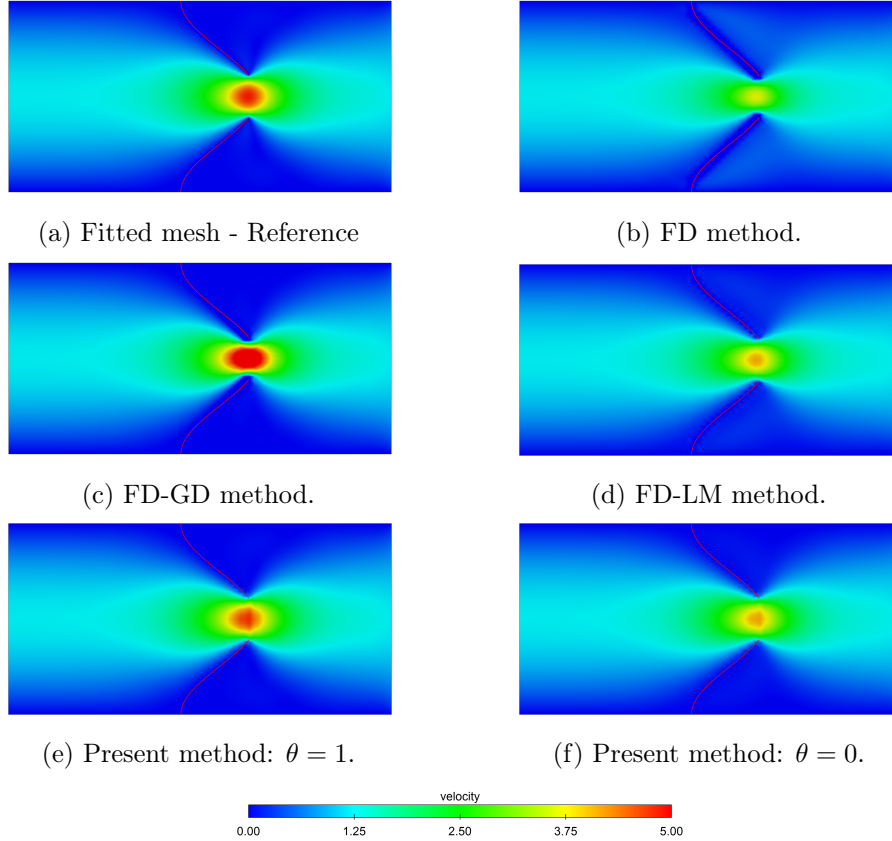 (a) Fitted mesh - Reference
(b) FD method.
(c) FD-GD method.
(d) FD-LM method.
(e) Present method: θ = 1.
(f) Present method: θ = 0.
velocity
0.00 1.25 2.50 3.75 5.00